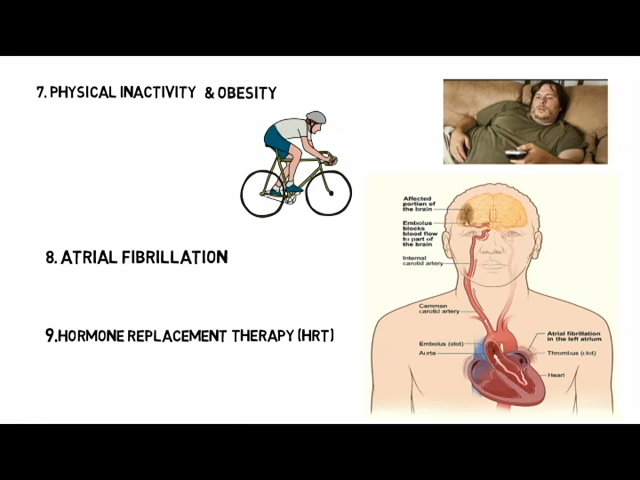 7. PHYSICAL INACTIVITY & OBESITY
8. ATRIAL FIBRILLATION
9.HORMONE REPLACEMENT THERAPY (HRT)
Affected
portion of
the brain
Embolus
blocks
blood flow
to part of
the brain
Internal
carotid artery
Common
carotid artery
Embolus (clot)
Aorta
Atrial fibrillation
in the left atrium
Thrombus (clot)
Heart